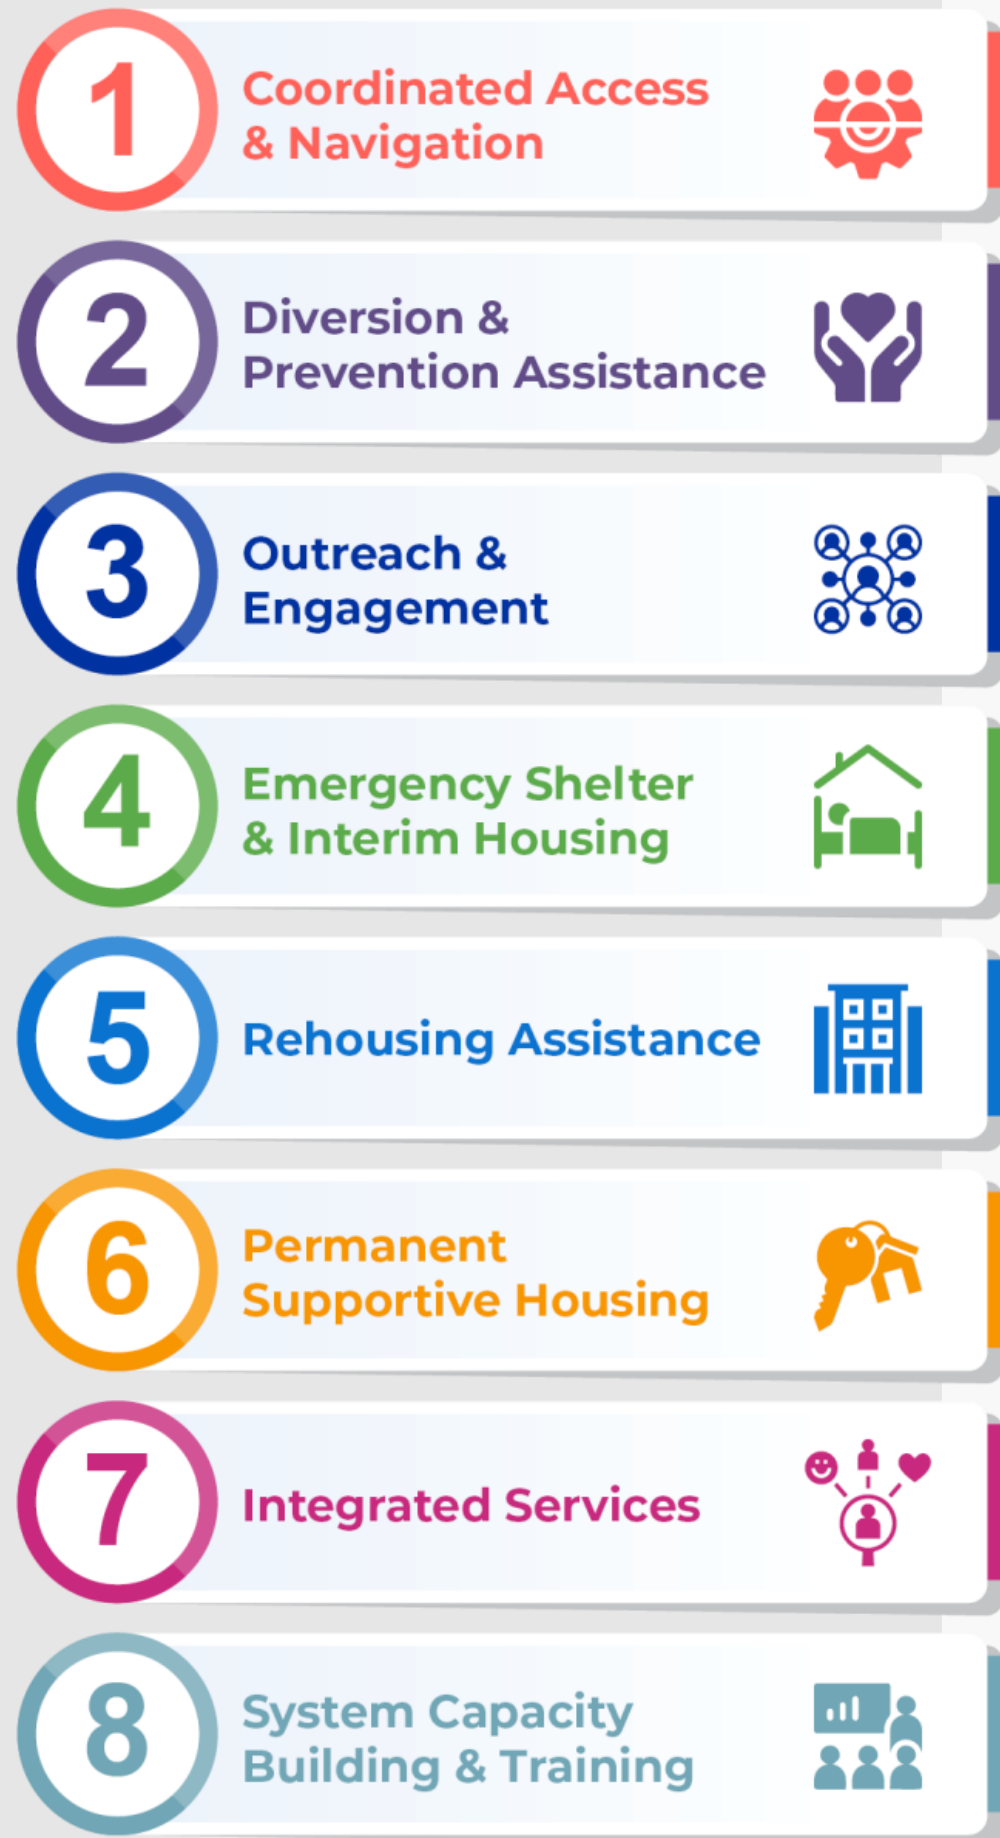 1
Coordinated Access
& Navigation
2
Diversion &
Prevention Assistance
3
Outreach &
Engagement
4
Emergency Shelter
& Interim Housing
5
Rehousing Assistance
6
Permanent
Supportive Housing
7
Integrated Services
8
System Capacity
Building & Training